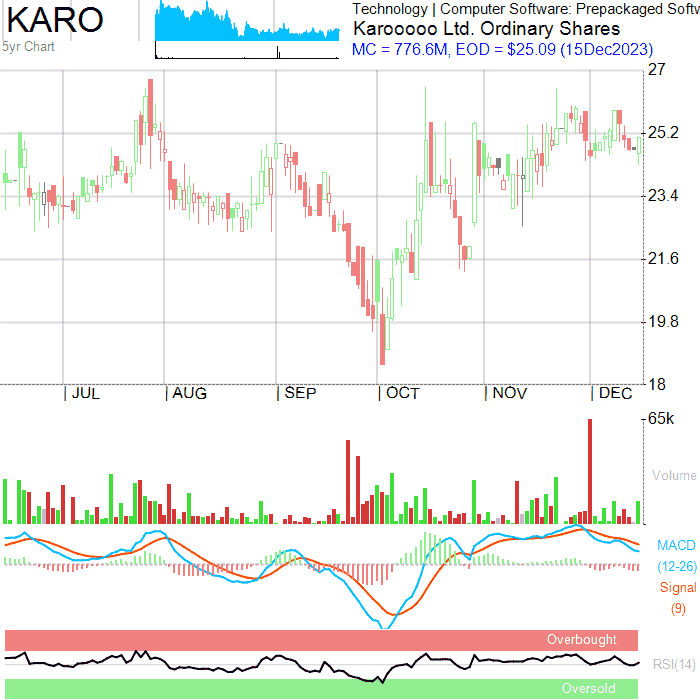 KARO
5yr Chart
Technology | Computer Software: Prepackaged Softw
Karooooo Ltd. Ordinary Shares
MC = 776.6M, EOD = $25.09 (15Dec2023)
27
25.2
23.4
21.6
19.8
18
| JUL | AUG | SEP | OCT | NOV | DEC
65k
Volume
MACD
(12-26)
Signal
(9)
Overbought
RSI(14)
Oversold